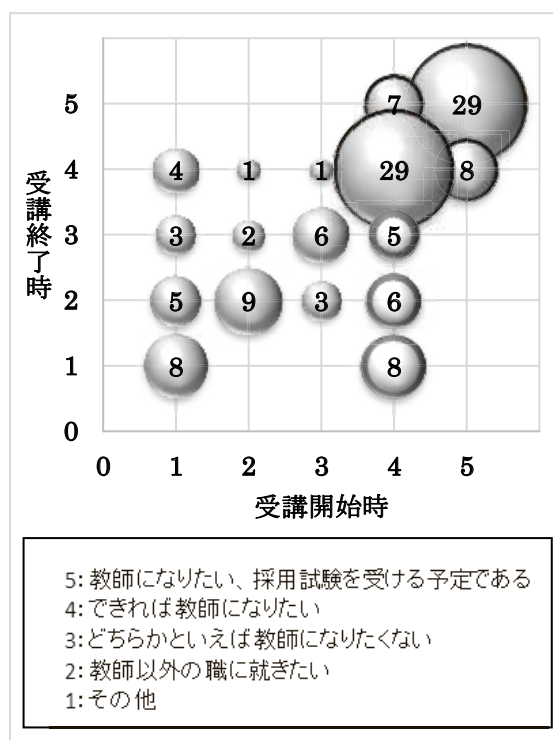 5
7
29
4
4
1
1
29
8
3
3
2
6
5
2
5
9
3
6
1
8
8
0
0 1 2 3 4 5
受講終了時
受講開始時
5: 教師になりたい、採用試験を受ける予定である
4: できれば教師になりたい
3: どちらかといえば教師になりたくない
2: 教師以外の職に就きたい
1: その他